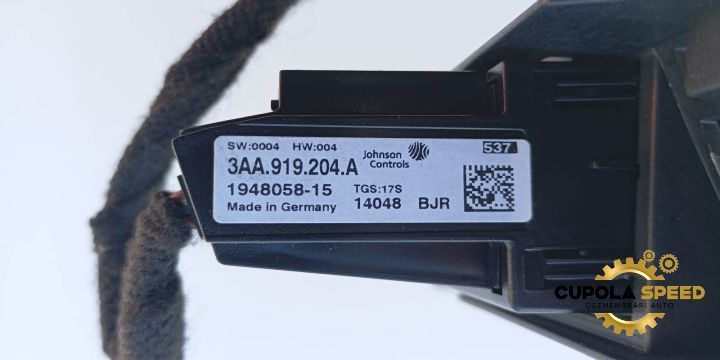 SW:0004 HW:004 537
3AA.919.204.A Johnson Controls
1948058-15 TGS:17S
Made in Germany 14048 BJR
CUPOLA SPEED
DEZMEMBRĂRI AUTO